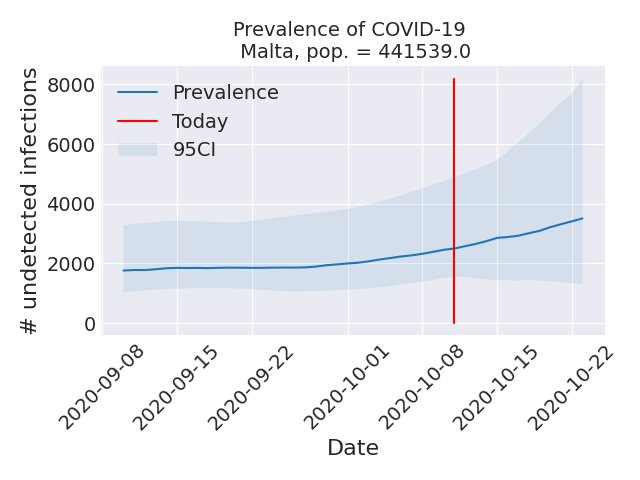 Prevalence of COVID-19
Malta, pop. = 441539.0
8000
6000
4000
2000
0
# undetected infections
Prevalence
Today
95CI
2020-09-08
2020-09-15
2020-09-22
2020-10-01
2020-10-08
2020-10-15
2020-10-22
Date